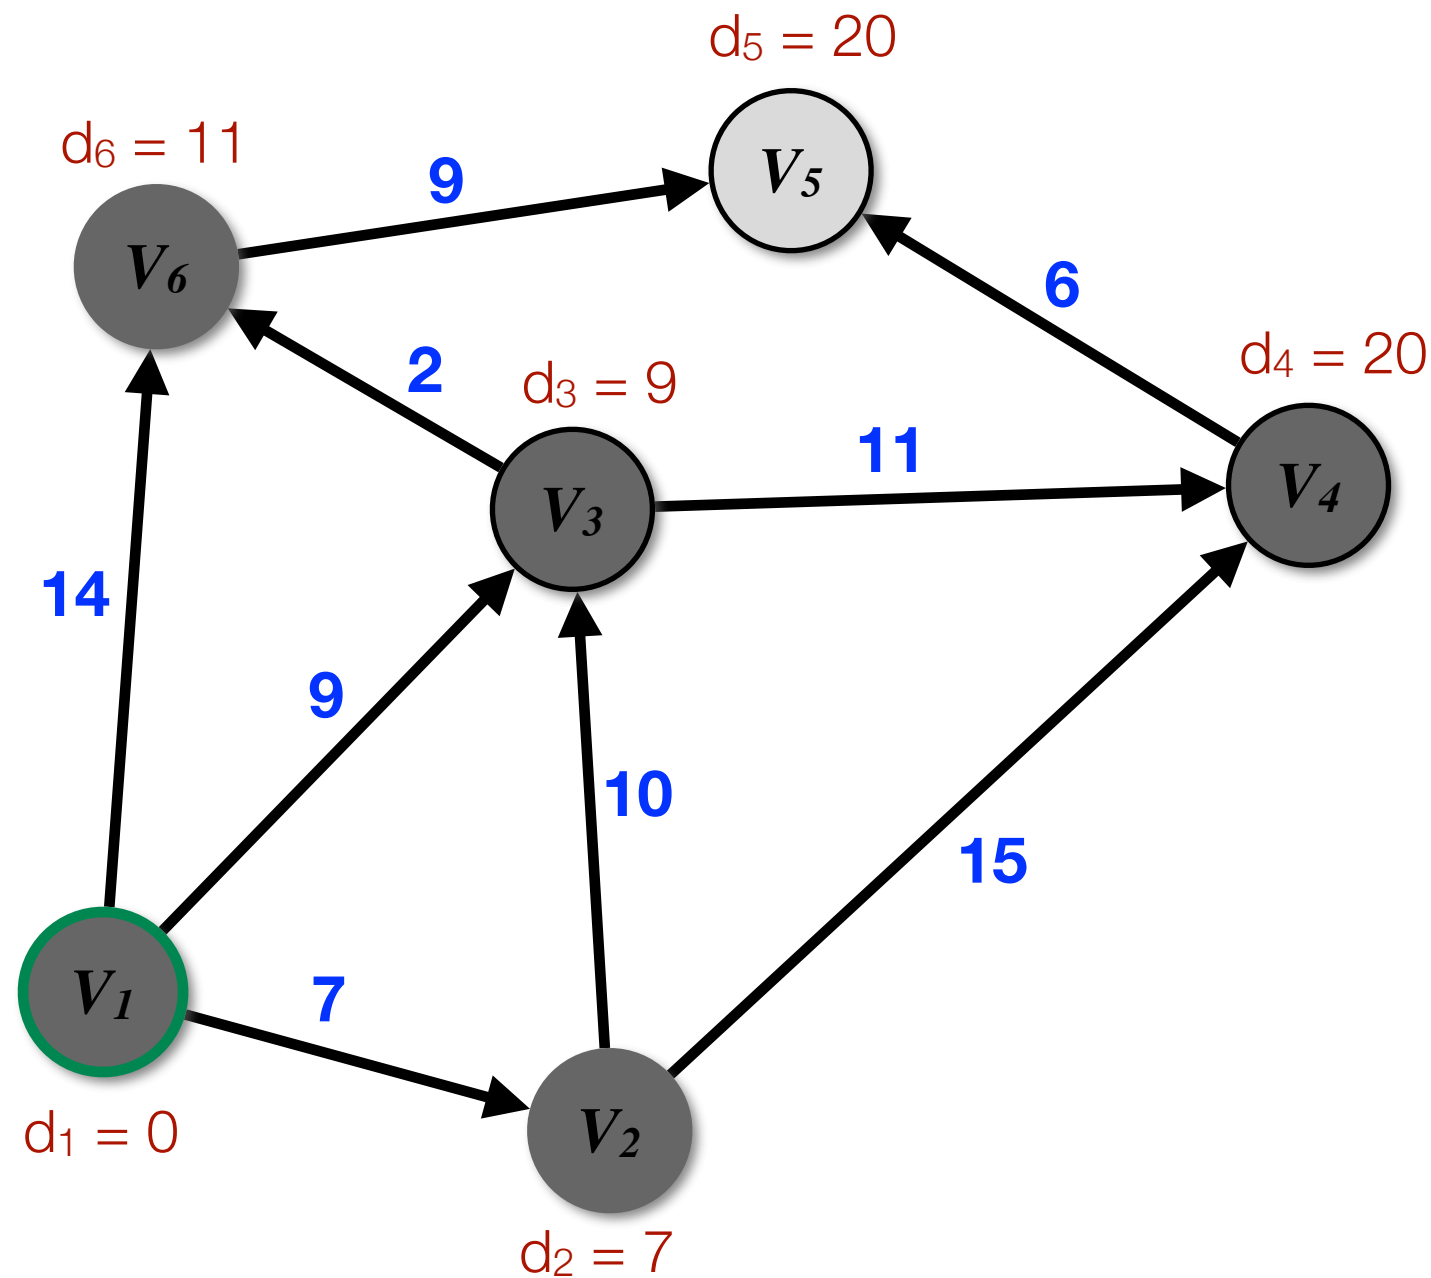 d5 = 20
d6 = 11
9
V5
V6
6
2
d3 = 9
d4 = 20
11
V3
V4
14
9
10
15
V1
7
d1 = 0
V2
d2 = 7